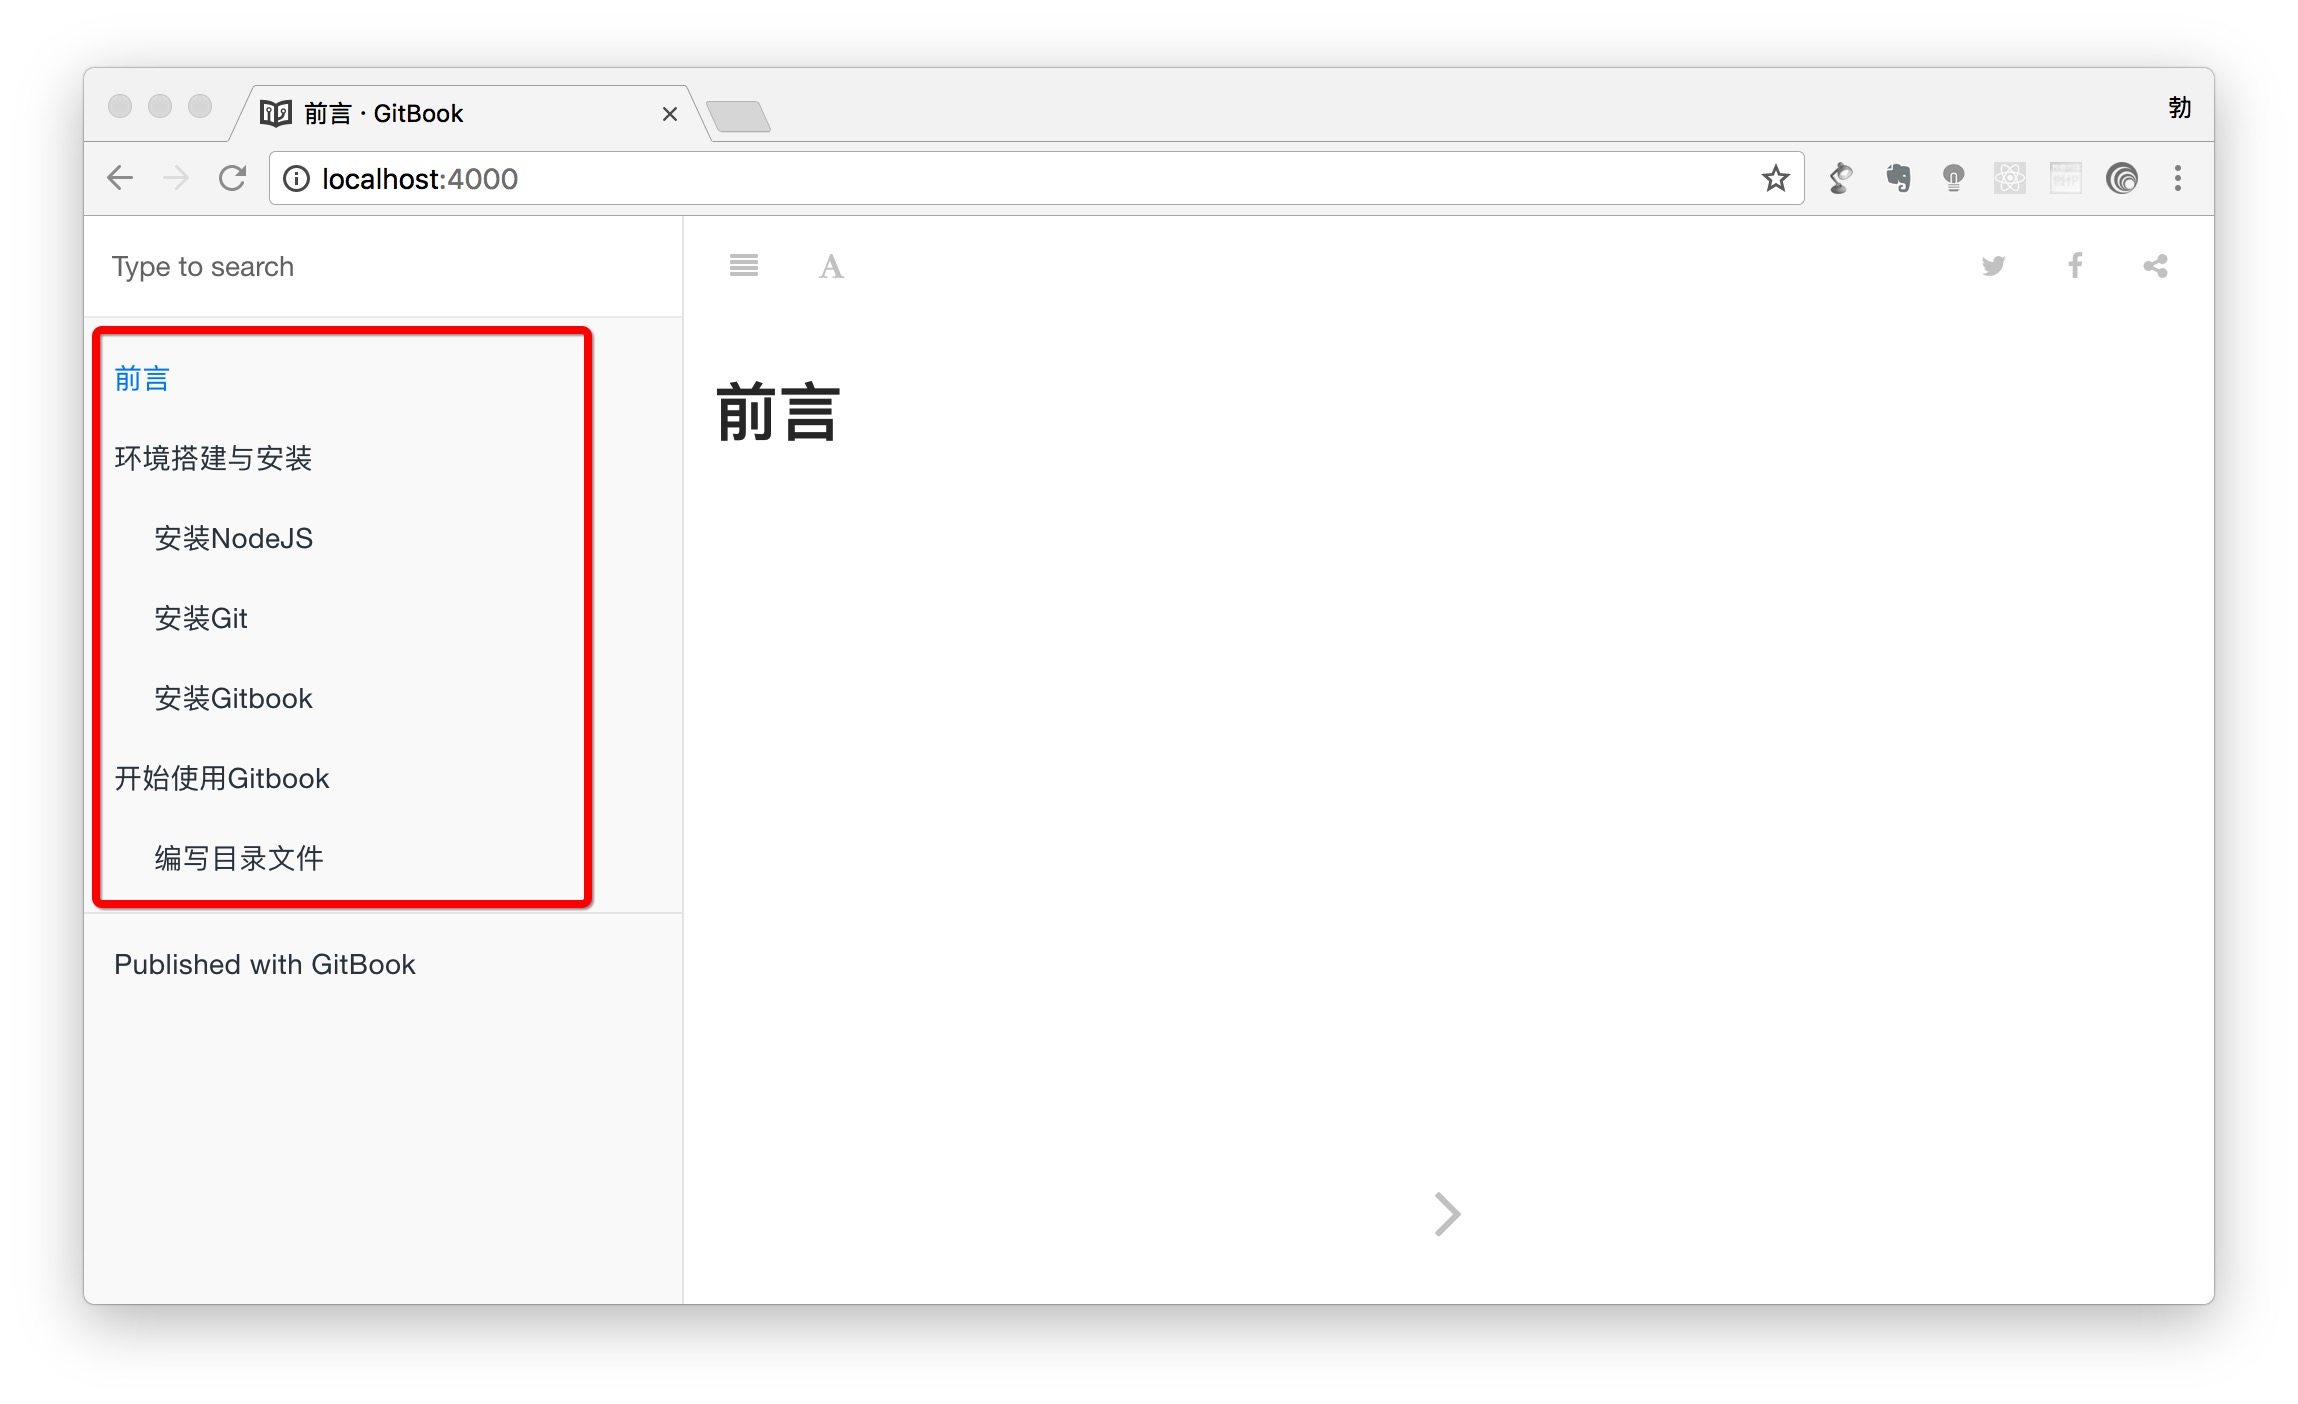 前言 · GitBook
勃
localhost:4000
Type to search
A
前言
环境搭建与安装
安装NodeJS
安装Git
安装Gitbook
开始使用Gitbook
编写目录文件
Published with GitBook
前言